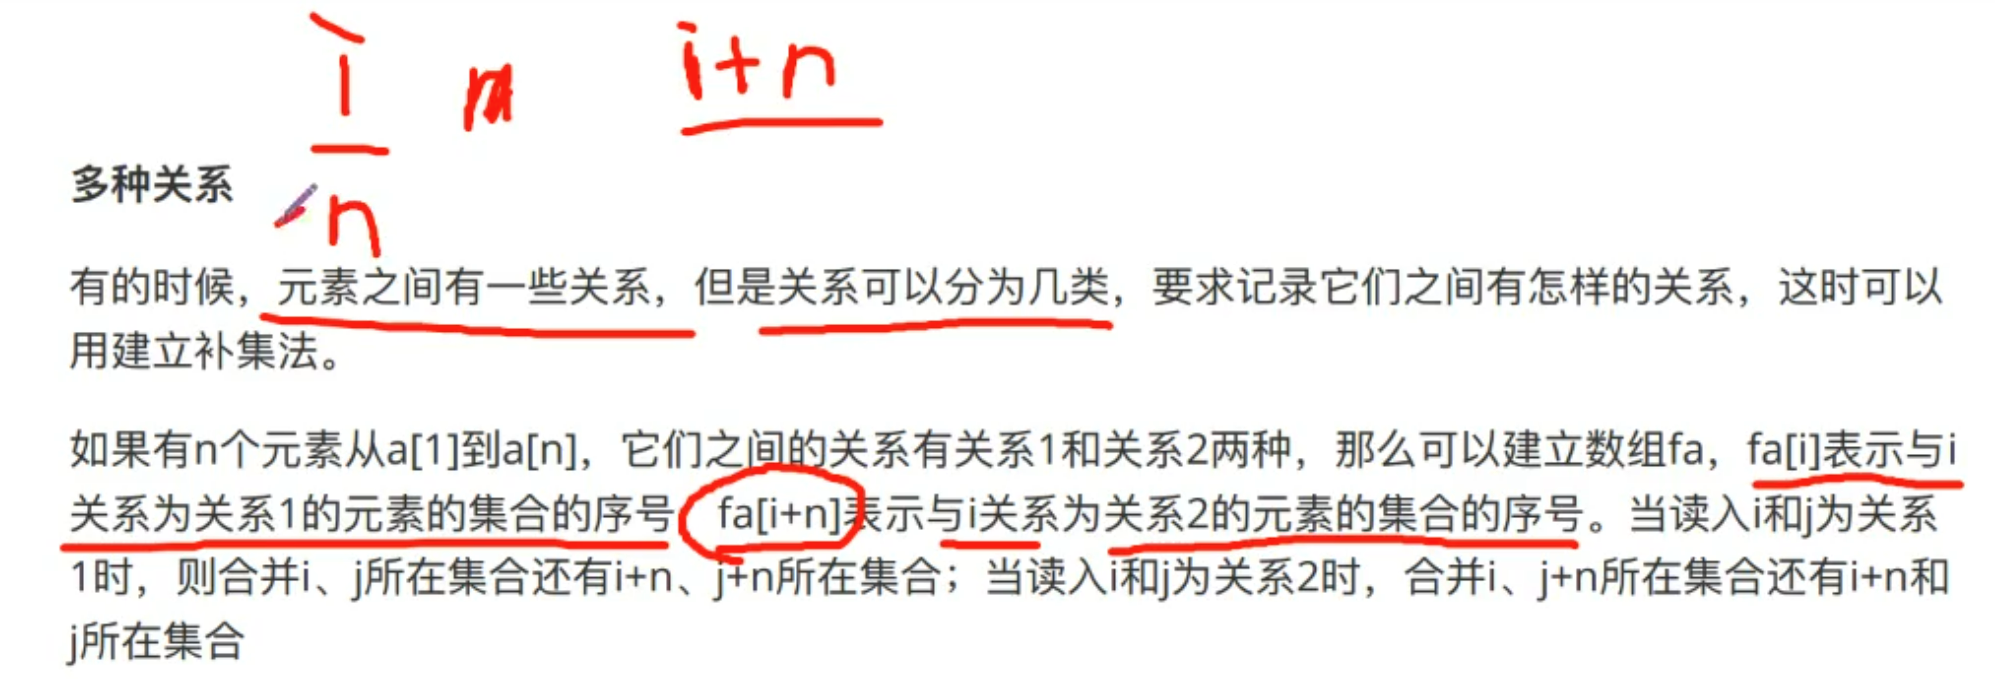 i n i+n
多种关系
n
有的时候，元素之间有一些关系，但是关系可以分为几类，要求记录它们之间有怎样的关系，这时可以
用建立补集法。
如果有n个元素从a[1]到a[n]，它们之间的关系有关系1和关系2两种，那么可以建立数组fa，fa[i]表示与i
关系为关系1的元素的集合的序号 fa[i+n]表示与i关系为关系2的元素的集合的序号。当读入i和j为关系
1时，则合并i、j所在集合还有i+n、j+n所在集合；当读入i和j为关系2时，合并i、j+n所在集合还有i+n和
j所在集合